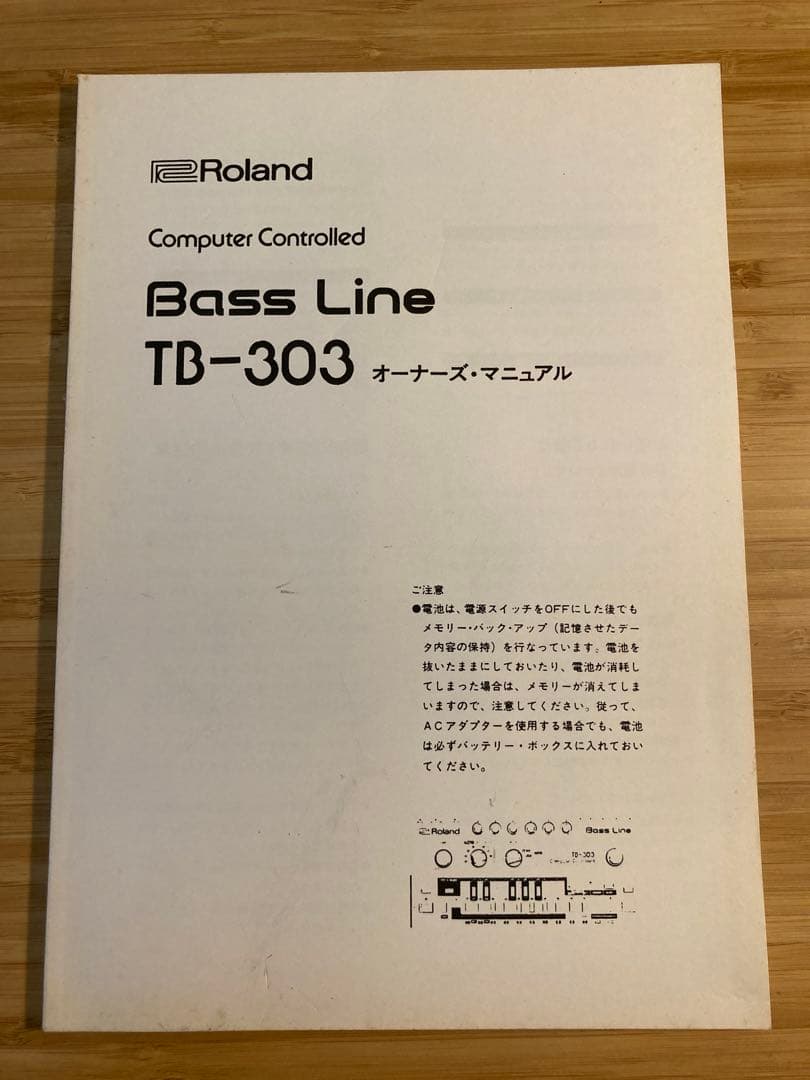 Roland
Computer Controlled
Bass Line
TB-303 オーナーズ・マニュアル
ご注意
●電池は、電源スイッチをOFFにした後でも
メモリー・バック・アップ（記憶させたデー
タ内容の保持）を行なっています。電池を
抜いたままにしておいたり、電池が消耗し
てしまった場合は、メモリーが消えてしま
いますので、注意してください。従って、
ACアダプターを使用する場合でも、電池
は必ずバッテリー・ボックスに入れておい
てください。
Roland Bass Line
TB-303